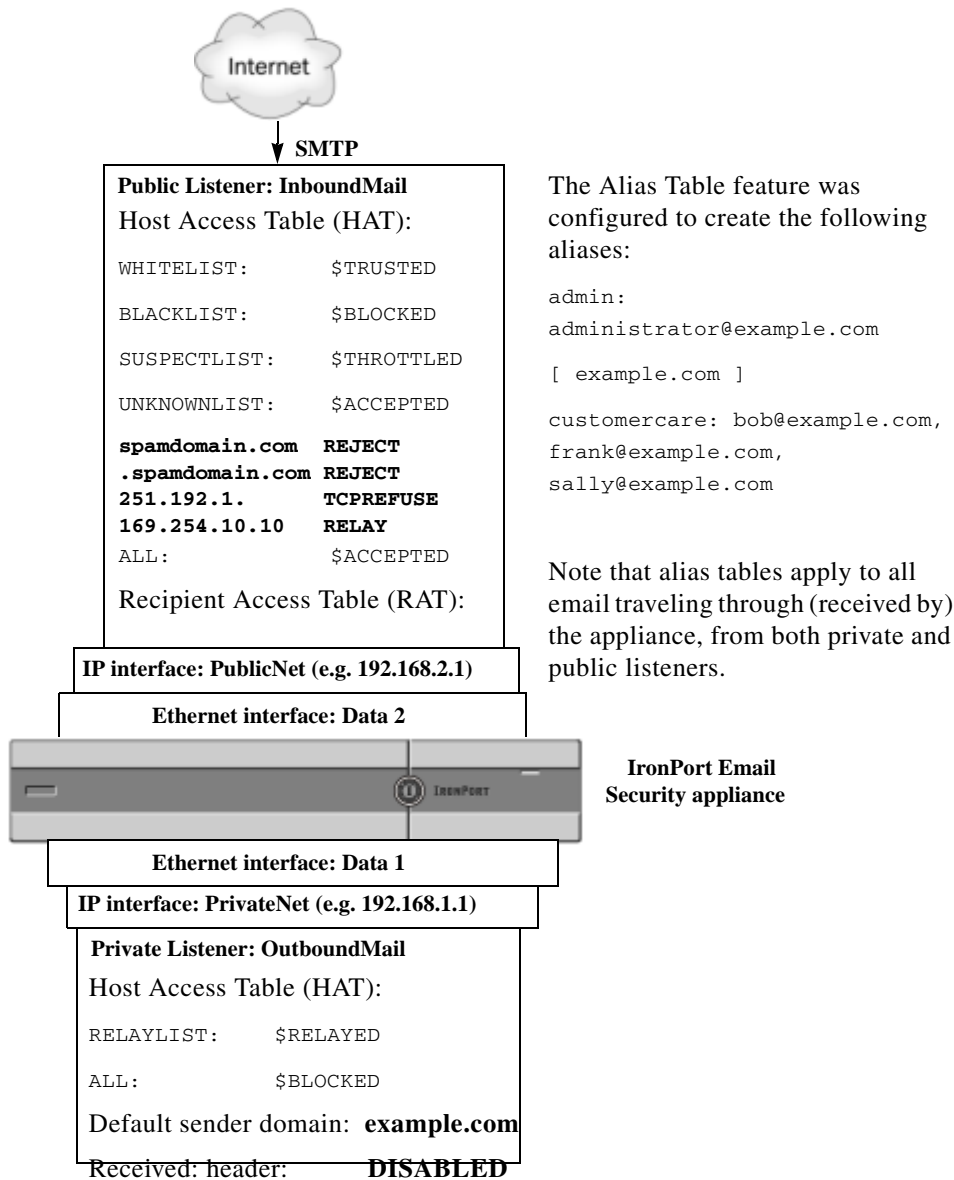 Internet
SMTP
Public Listener: InboundMail
Host Access Table (HAT):
WHITELIST: $TRUSTED
BLACKLIST: $BLOCKED
SUSPECTLIST: $THROTTLED
UNKNOWNLIST: $ACCEPTED
spamdomain.com REJECT
.spamdomain.com REJECT
251.192.1. TCPREFUSE
169.254.10.10 RELAY
ALL: $ACCEPTED
Recipient Access Table (RAT):
The Alias Table feature was
configured to create the following
aliases:
admin:
administrator@example.com
[ example.com ]
customercare: bob@example.com,
frank@example.com,
sally@example.com
Note that alias tables apply to all
email traveling through (received by)
the appliance, from both private and
public listeners.
IP interface: PublicNet (e.g. 192.168.2.1)
Ethernet interface: Data 2
IRONPORT
IronPort Email
Security appliance
Ethernet interface: Data 1
IP interface: PrivateNet (e.g. 192.168.1.1)
Private Listener: OutboundMail
Host Access Table (HAT):
RELAYLIST: $RELAYED
ALL: $BLOCKED
Default sender domain: example.com
Received: header: DISABLED